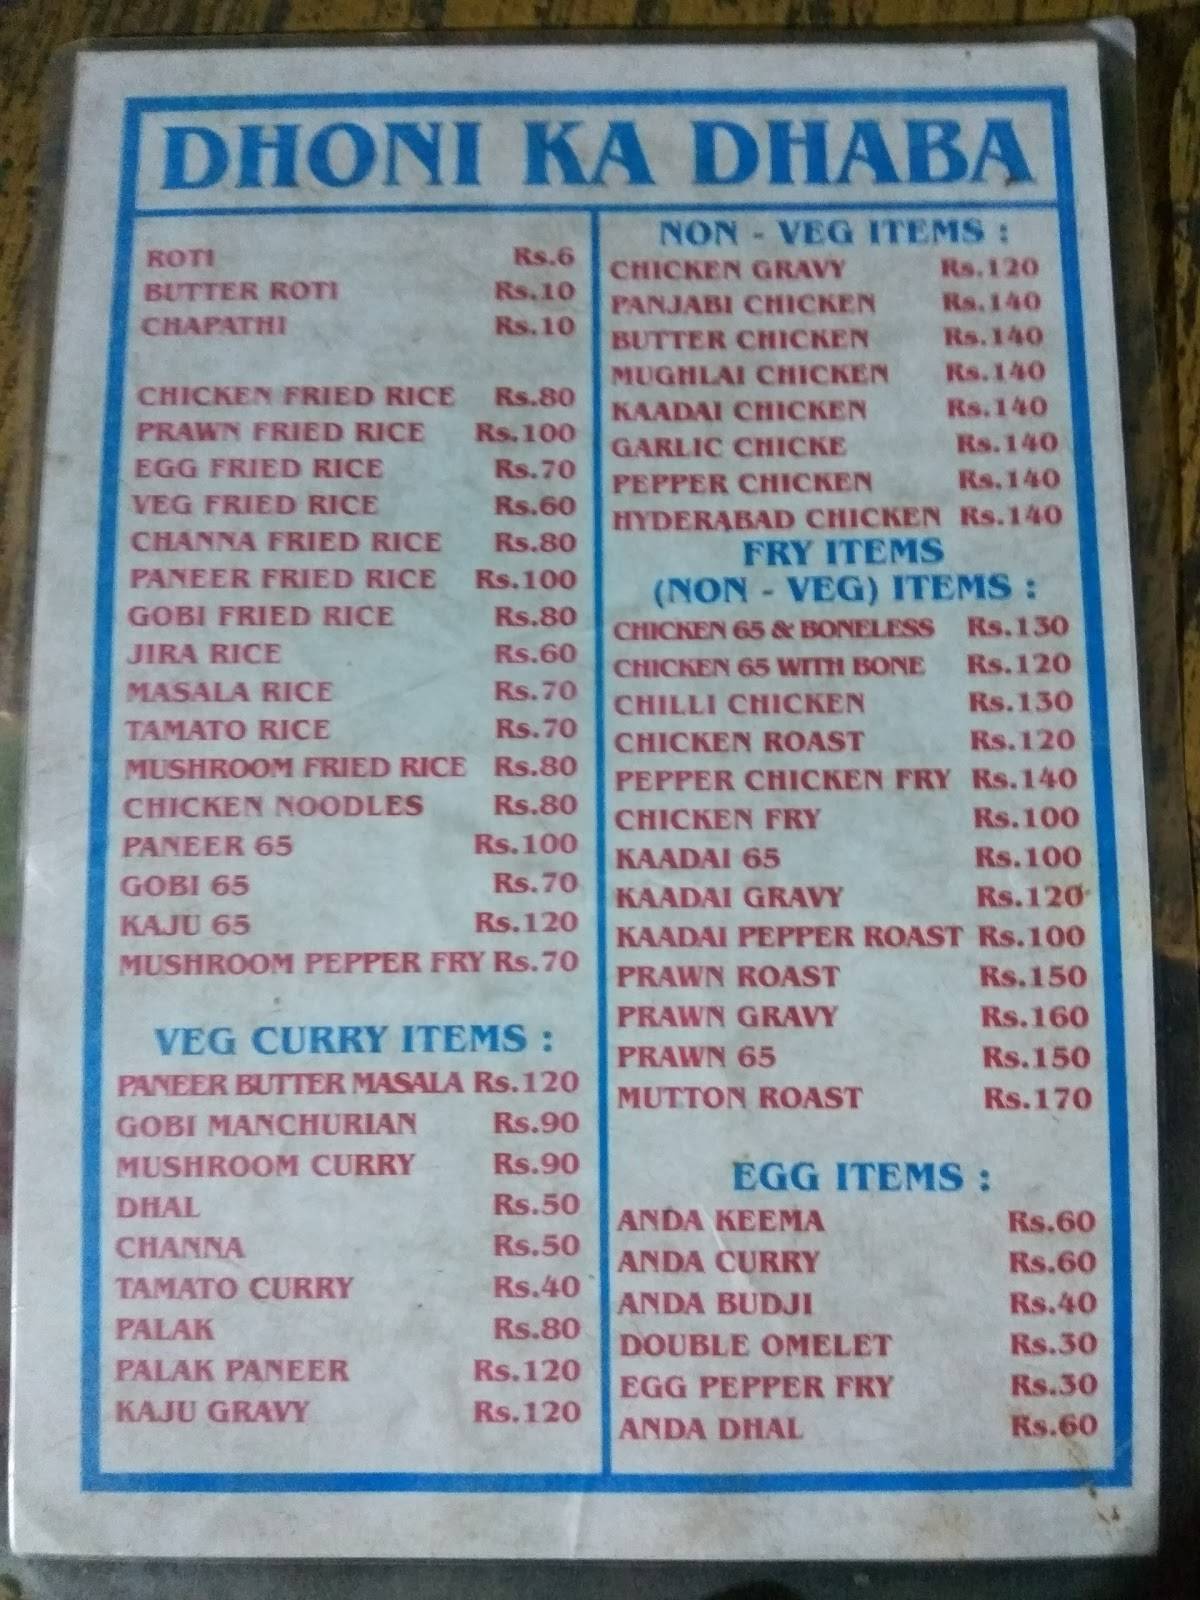 DHONI KA DHABA
ROTI Rs.6
BUTTER ROTI Rs.10
CHAPATHI Rs.10
CHICKEN FRIED RICE Rs.80
PRAWN FRIED RICE Rs.100
EGG FRIED RICE Rs.70
VEG FRIED RICE Rs.60
CHANNA FRIED RICE Rs.80
PANEER FRIED RICE Rs.100
GOBI FRIED RICE Rs.80
JIRA RICE Rs.60
MASALA RICE Rs.70
TAMATO RICE Rs.70
MUSHROOM FRIED RICE Rs.80
CHICKEN NOODLES Rs.80
PANEER 65 Rs.100
GOBI 65 Rs.70
KAJU 65 Rs.120
MUSHROOM PEPPER FRY Rs.70
VEG CURRY ITEMS :
PANEER BUTTER MASALA Rs.120
GOBI MANCHURIAN Rs.90
MUSHROOM CURRY Rs.90
DHAL Rs.50
CHANNA Rs.50
TAMATO CURRY Rs.40
PALAK Rs.80
PALAK PANEER Rs.120
KAJU GRAVY Rs.120
NON - VEG ITEMS :
CHICKEN GRAVY Rs.120
PANJABI CHICKEN Rs.140
BUTTER CHICKEN Rs.140
MUGHLAI CHICKEN Rs.140
KAADAI CHICKEN Rs.140
GARLIC CHICKE Rs.140
PEPPER CHICKEN Rs.140
HYDERABAD CHICKEN Rs.140
FRY ITEMS
(NON - VEG) ITEMS :
CHICKEN 65 & BONELESS Rs.130
CHICKEN 65 WITH BONE Rs.120
CHILLI CHICKEN Rs.130
CHICKEN ROAST Rs.120
PEPPER CHICKEN FRY Rs.140
CHICKEN FRY Rs.100
KAADAI 65 Rs.100
KAADAI GRAVY Rs.120
KAADAI PEPPER ROAST Rs.100
PRAWN ROAST Rs.150
PRAWN GRAVY Rs.160
PRAWN 65 Rs.150
MUTTON ROAST Rs.170
EGG ITEMS :
ANDA KEEMA Rs.60
ANDA CURRY Rs.60
ANDA BUDJI Rs.40
DOUBLE OMELET Rs.30
EGG PEPPER FRY Rs.30
ANDA DHAL Rs.60